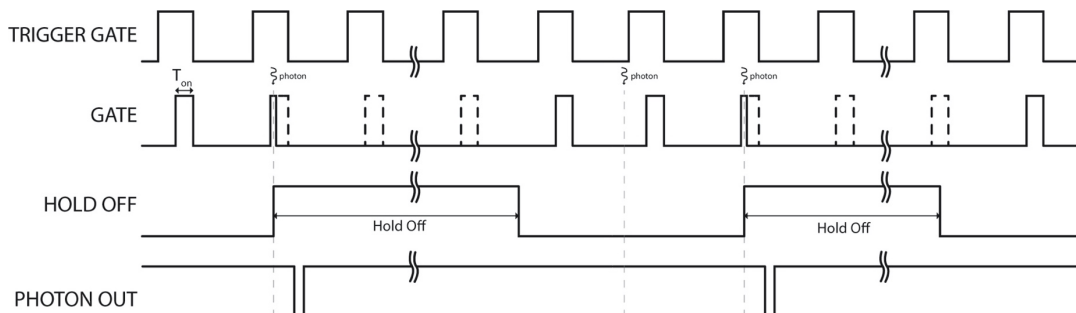 TRIGGER GATE
T on
photon
photon
photon
GATE
HOLD OFF
Hold Off
Hold Off
PHOTON OUT